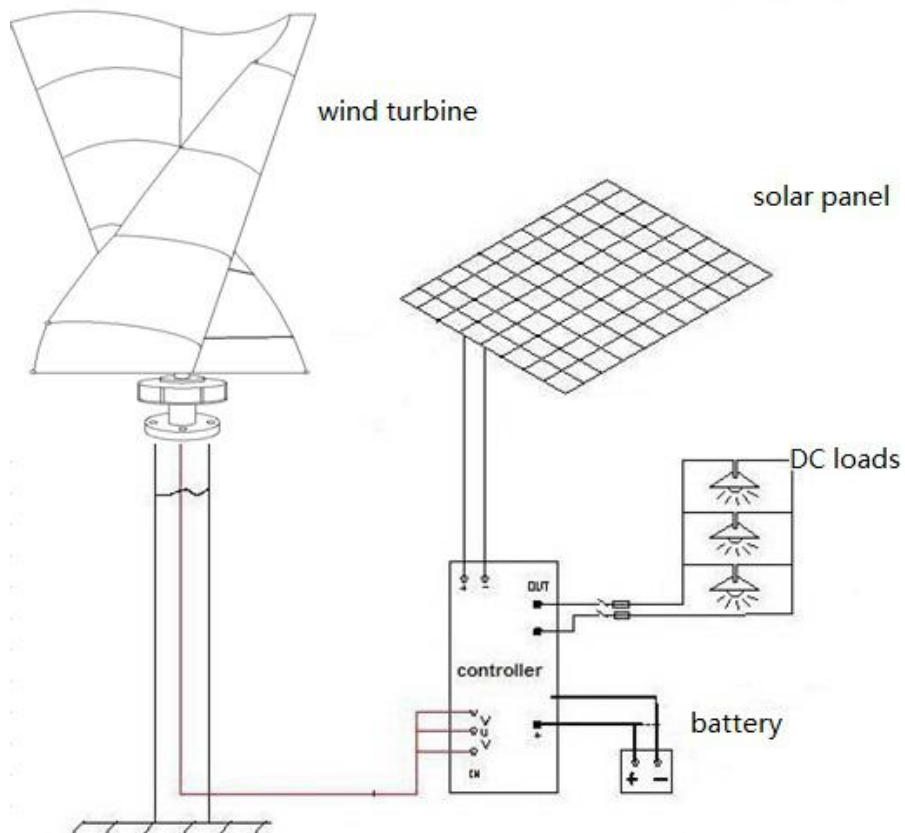 wind turbine
solar panel
DC loads
+ -
OUT
controller
V
U
V
+
battery
+ -